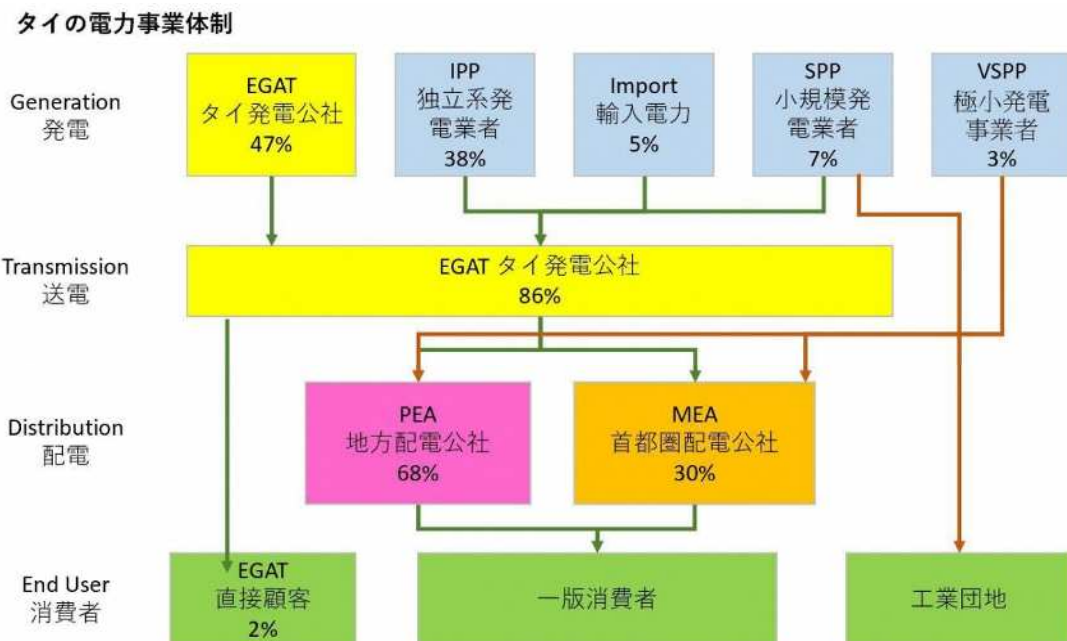 タイの電力事業体制
Generation
発電
EGAT
タイ発電公社
47%
IPP
独立系発
電業者
38%
Import
輸入電力
5%
SPP
小規模発
電業者
7%
VSPP
極小発電
事業者
3%
Transmission
送電
EGAT タイ発電公社
86%
Distribution
配電
PEA
地方配電公社
68%
MEA
首都圏配電公社
30%
End User
消費者
EGAT
直接顧客
2%
一版消費者
工業団地